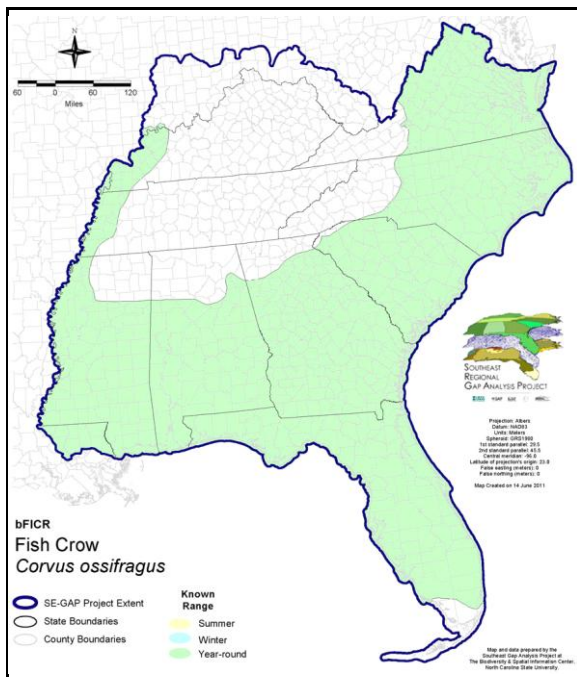 N
60 0 60 120
Miles
SOUTHEAST
REGIONAL
GAP ANALYSIS PROJECT
Projection: Albers
Datum: NAD83
Units: Meters
Spheroid: GRS1980
1st standard parallel: 29.5
2nd standard parallel: 45.5
Central meridian: -96.0
Latitude of projection's origin: 23.0
False easting (meters): 0
False northing (meters): 0
Map Created on 14 June 2011
bFICR
Fish Crow
Corvus ossifragus
SE-GAP Project Extent
State Boundaries
County Boundaries
Known
Range
Summer
Winter
Year-round
Map and data prepared by the
Southeast Gap Analysis Project at
The Biodiversity & Spatial Information Center,
North Carolina State University.